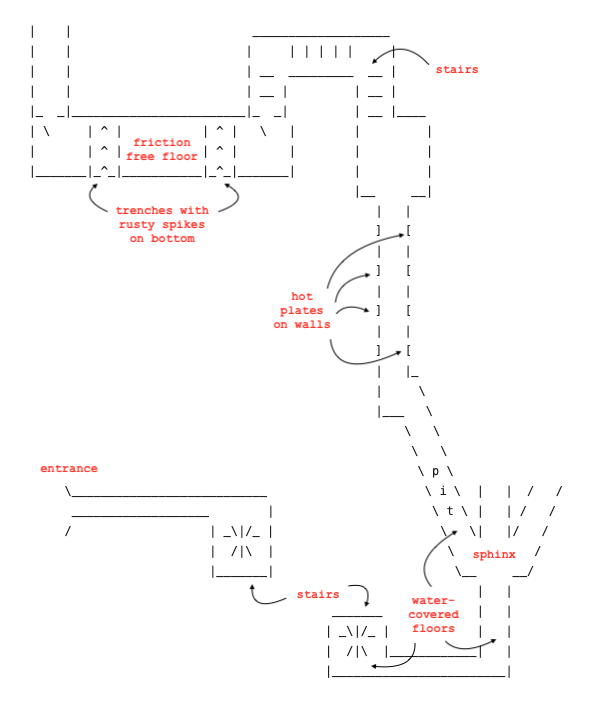 stairs
friction
free floor
trenches with
rusty spikes
on bottom
hot
plates
on walls
entrance
p
i
t
sphinx
stairs
water-
covered
floors